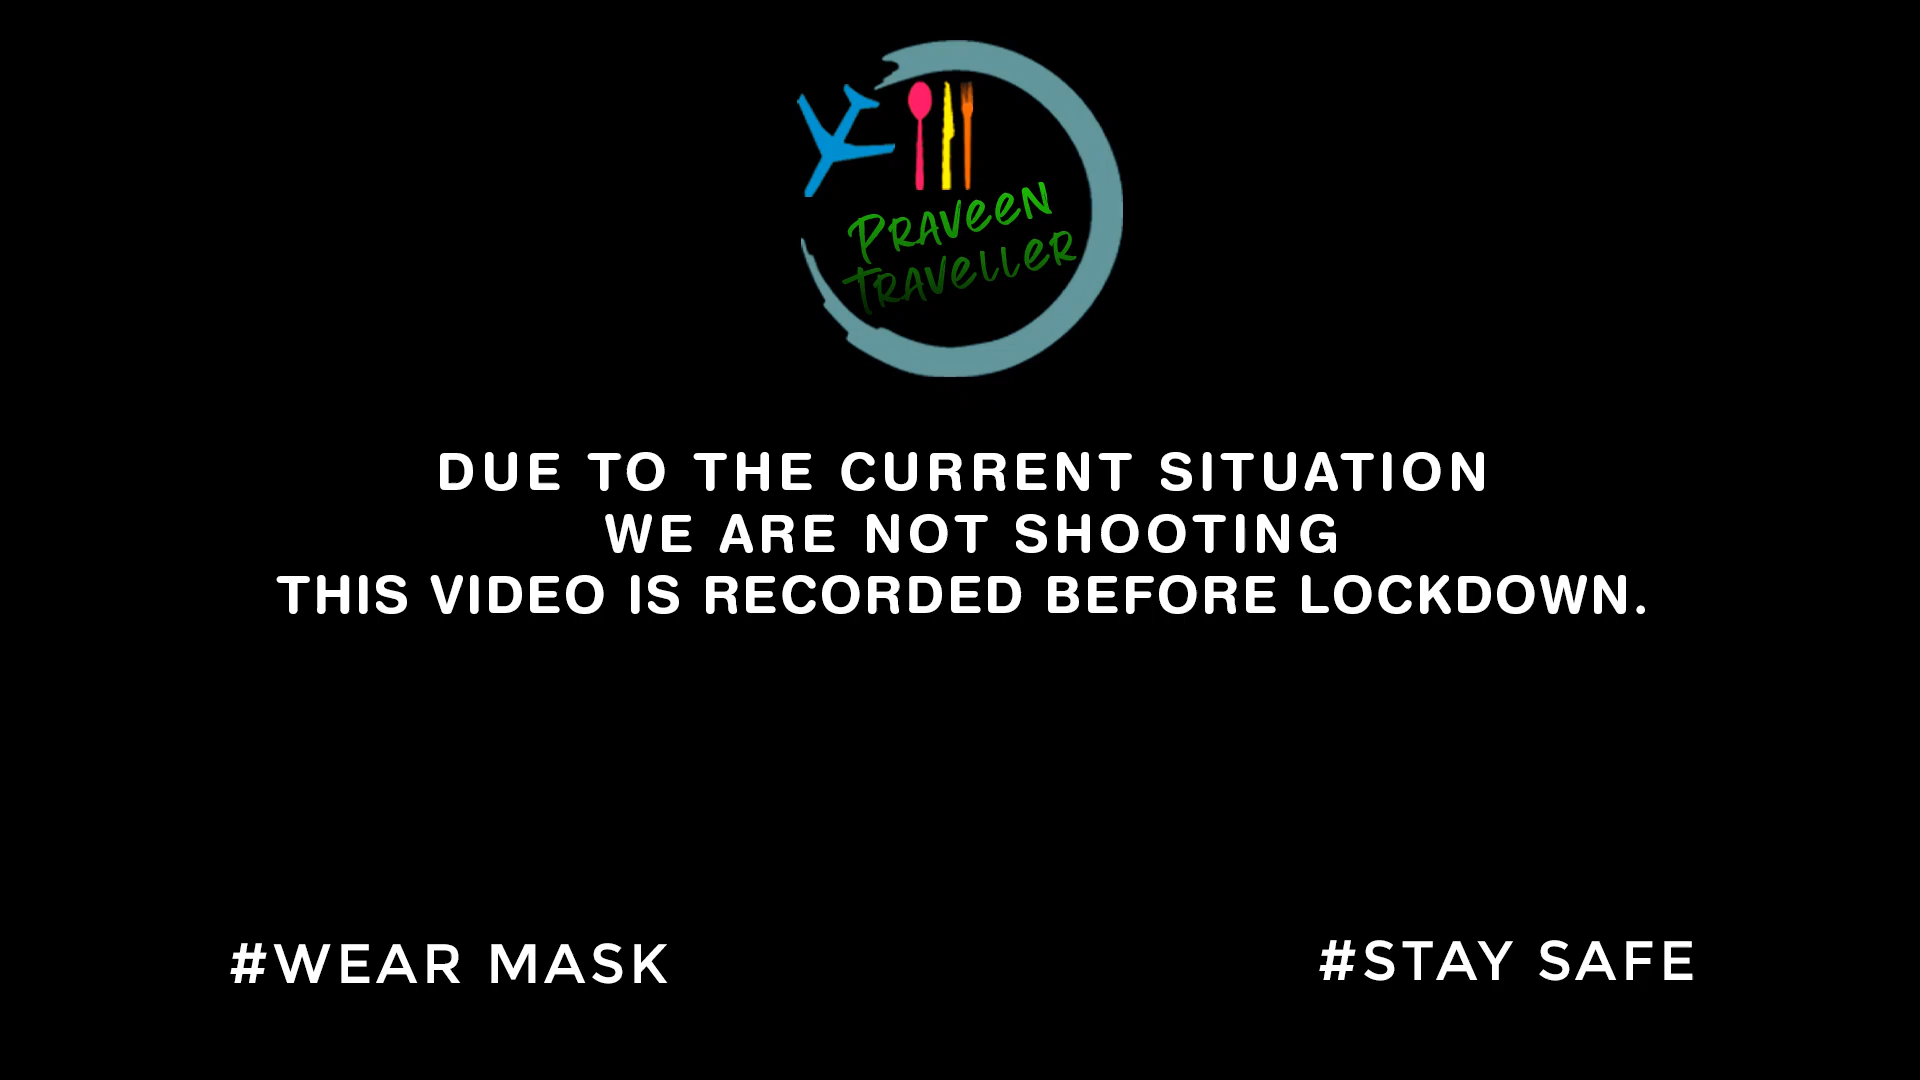 PRAVEEN
TRAVELLER
DUE TO THE CURRENT SITUATION
WE ARE NOT SHOOTING
THIS VIDEO IS RECORDED BEFORE LOCKDOWN.
#WEAR MASK
#STAY SAFE